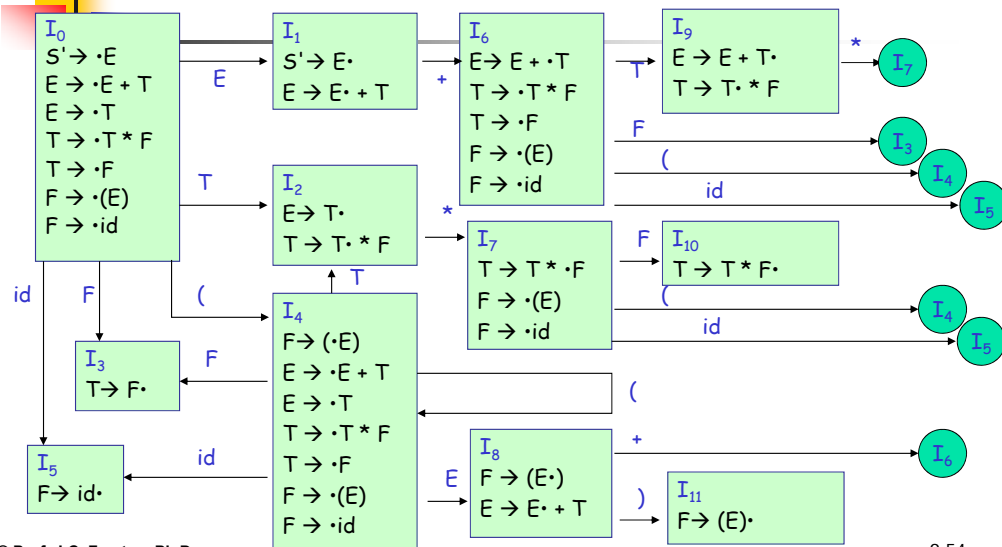 I0
S'→ ·E
E → ·E + T
E → ·T
T → ·T * F
T → ·F
F → ·(E)
F → ·id
E
I1
S'→ E·
E → E· + T
+
I6
E→ E + ·T
T → ·T * F
T → ·F
F → ·(E)
F → ·id
T
I9
E → E + T·
T → T· * F
*
I7
F
I3
(
I4
id
I5
T
I2
E→ T·
T → T· * F
*
I7
T → T * ·F
F → ·(E)
F → ·id
F
I10
T → T * F·
(
I4
id
I5
id
F
(
T
I4
F→ (·E)
E → ·E + T
E → ·T
T → ·T * F
T → ·F
F → ·(E)
F → ·id
I3
T→ F·
F
(
I5
F→ id·
id
E
I8
F → (E·)
E → E· + T
+
I6
)
I11
F→ (E)·